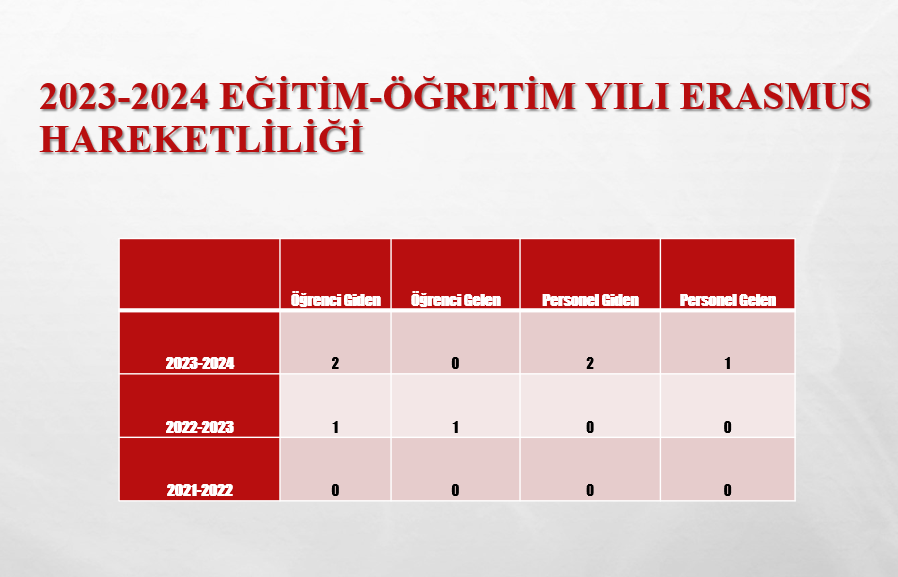 2023-2024 EĞİTİM-ÖĞRETİM YILI ERASMUS
HAREKETLİLİĞİ
Öğrenci Giden Öğrenci Gelen Personel Giden Personel Gelen
2023-2024 2 0 2 1
2022-2023 1 1 0 0
2021-2022 0 0 0 0